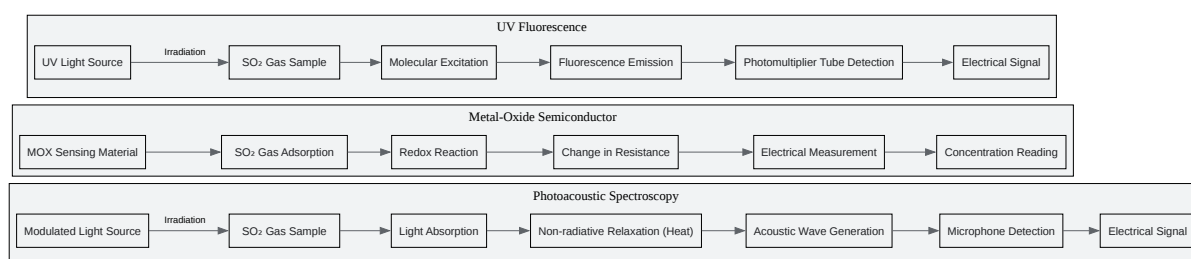 UV Fluorescence
UV Light Source
Irradiation
SO₂ Gas Sample
Molecular Excitation
Fluorescence Emission
Photomultiplier Tube Detection
Electrical Signal
Metal-Oxide Semiconductor
MOX Sensing Material
SO₂ Gas Adsorption
Redox Reaction
Change in Resistance
Electrical Measurement
Concentration Reading
Photoacoustic Spectroscopy
Modulated Light Source
Irradiation
SO₂ Gas Sample
Light Absorption
Non-radiative Relaxation (Heat)
Acoustic Wave Generation
Microphone Detection
Electrical Signal